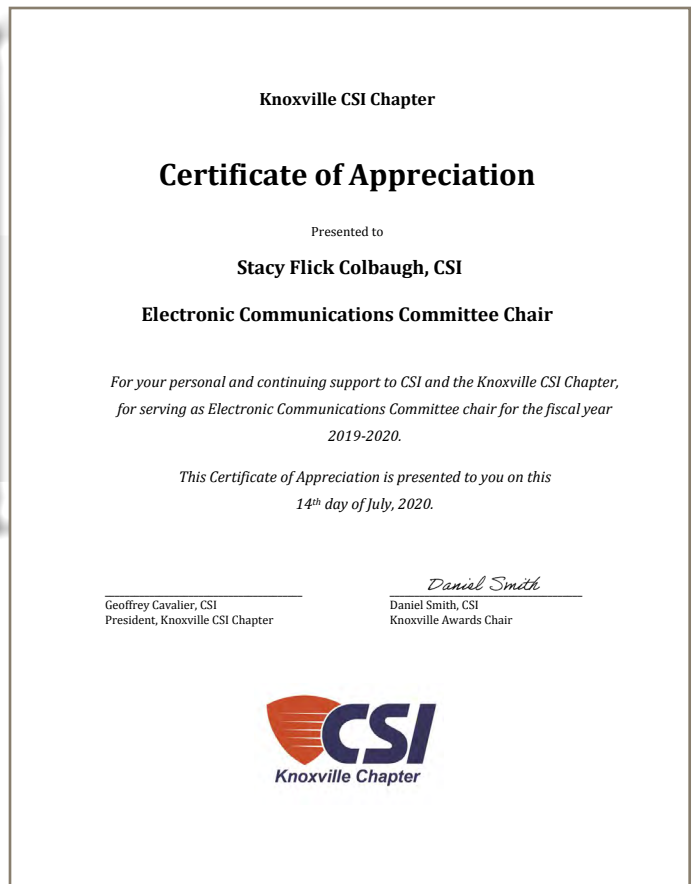 Knoxville CSI Chapter
Certificate of Appreciation
Presented to
Stacy Flick Colbaugh, CSI
Electronic Communications Committee Chair
For your personal and continuing support to CSI and the Knoxville CSI Chapter,
for serving as Electronic Communications Committee chair for the fiscal year
2019-2020.
This Certificate of Appreciation is presented to you on this
14th day of July, 2020.
Geoffrey Cavalier, CSI
President, Knoxville CSI Chapter
Daniel Smith
Daniel Smith, CSI
Knoxville Awards Chair
CSI
Knoxville Chapter